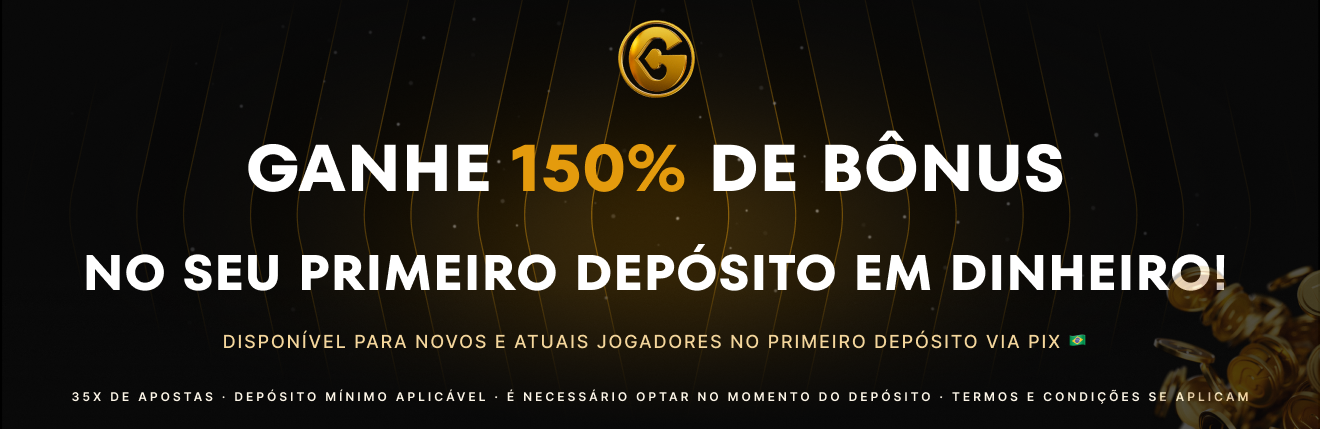 GANHE 150% DE BÔNUS
NO SEU PRIMEIRO DEPÓSITO EM DINHEIRO!
DISPONÍVEL PARA NOVOS E ATUAIS JOGADORES NO PRIMEIRO DEPÓSITO VIA PIX 🇧🇷
35X DE APOSTAS · DEPÓSITO MÍNIMO APLICÁVEL · É NECESSÁRIO OPTAR NO MOMENTO DO DEPÓSITO · TERMOS E CONDIÇÕES SE APLICAM